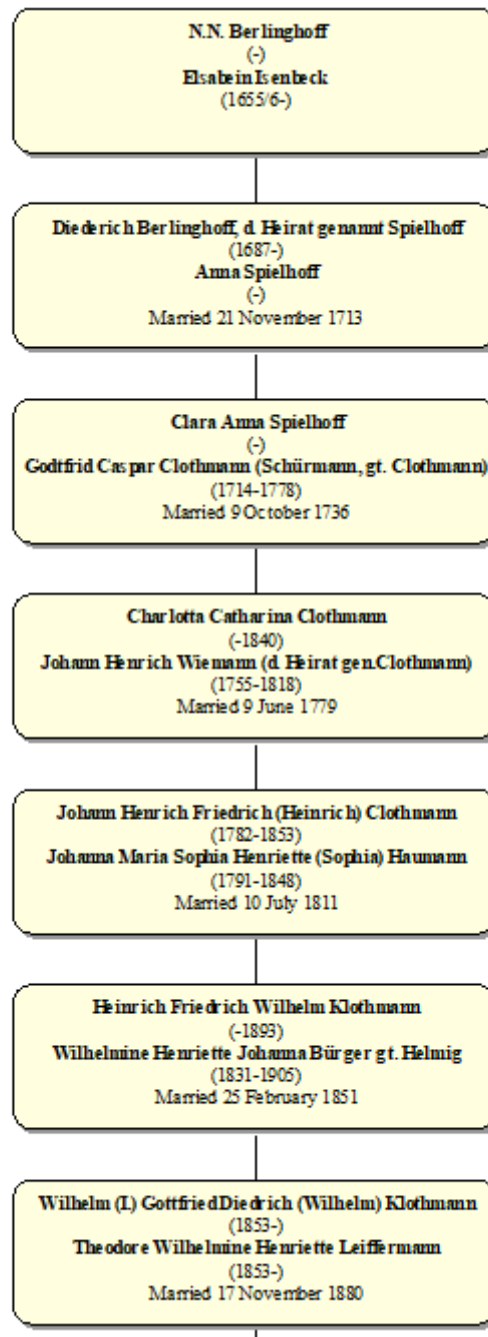 N.N. Berlinghoff
(-)
Elsabein Isenbeck
(1655/6-)
Diederich Berlinghoff, d. Heirat genannt Spielhoff
(1687-)
Anna Spielhoff
(-)
Married 21 November 1713
Clara Anna Spielhoff
(-)
Godtfrid Caspar Clothmann (Schürmann, gt. Clothmann)
(1714-1778)
Married 9 October 1736
Charlotta Catharina Clothmann
(-1840)
Johann Henrich Wiemann (d. Heirat gen.Clothmann)
(1755-1818)
Married 9 June 1779
Johann Henrich Friedrich (Heinrich) Clothmann
(1782-1853)
Johanna Maria Sophia Henriette (Sophia) Haumann
(1791-1848)
Married 10 July 1811
Heinrich Friedrich Wilhelm Klothmann
(-1893)
Wilhelmine Henriette Johanna Bürger gt. Helmig
(1831-1905)
Married 25 February 1851
Wilhelm (I.) Gottfried Diedrich (Wilhelm) Klothmann
(1853-)
Theodore Wilhelmine Henriette Leiffermann
(1853-)
Married 17 November 1880